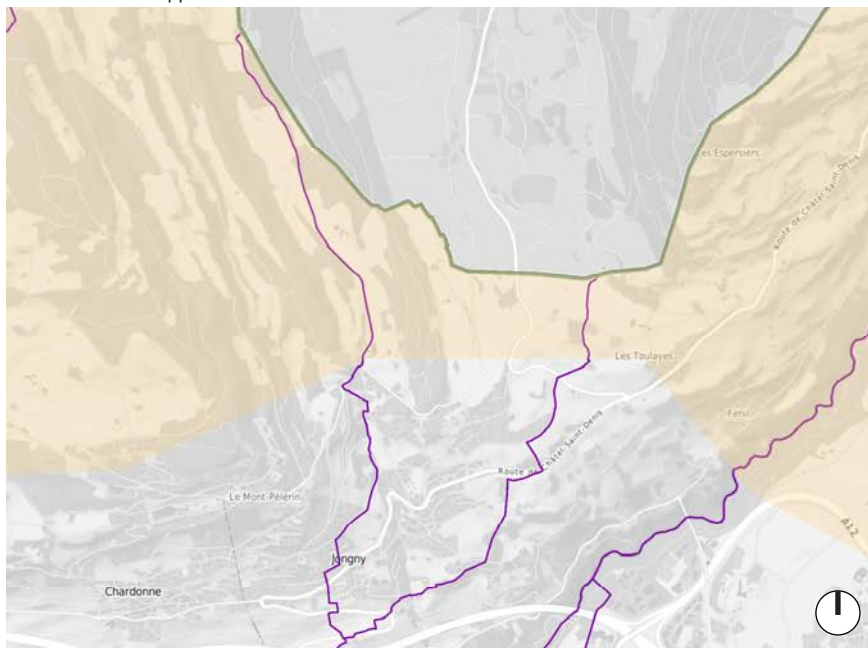 Les Espersiers
Route de Châtel-Saint-Denis
Les Toulayes
Fenil
Route de Châtel-Saint-Denis
Le Mont-Pèlerin
A12
Jongny
Chardonne